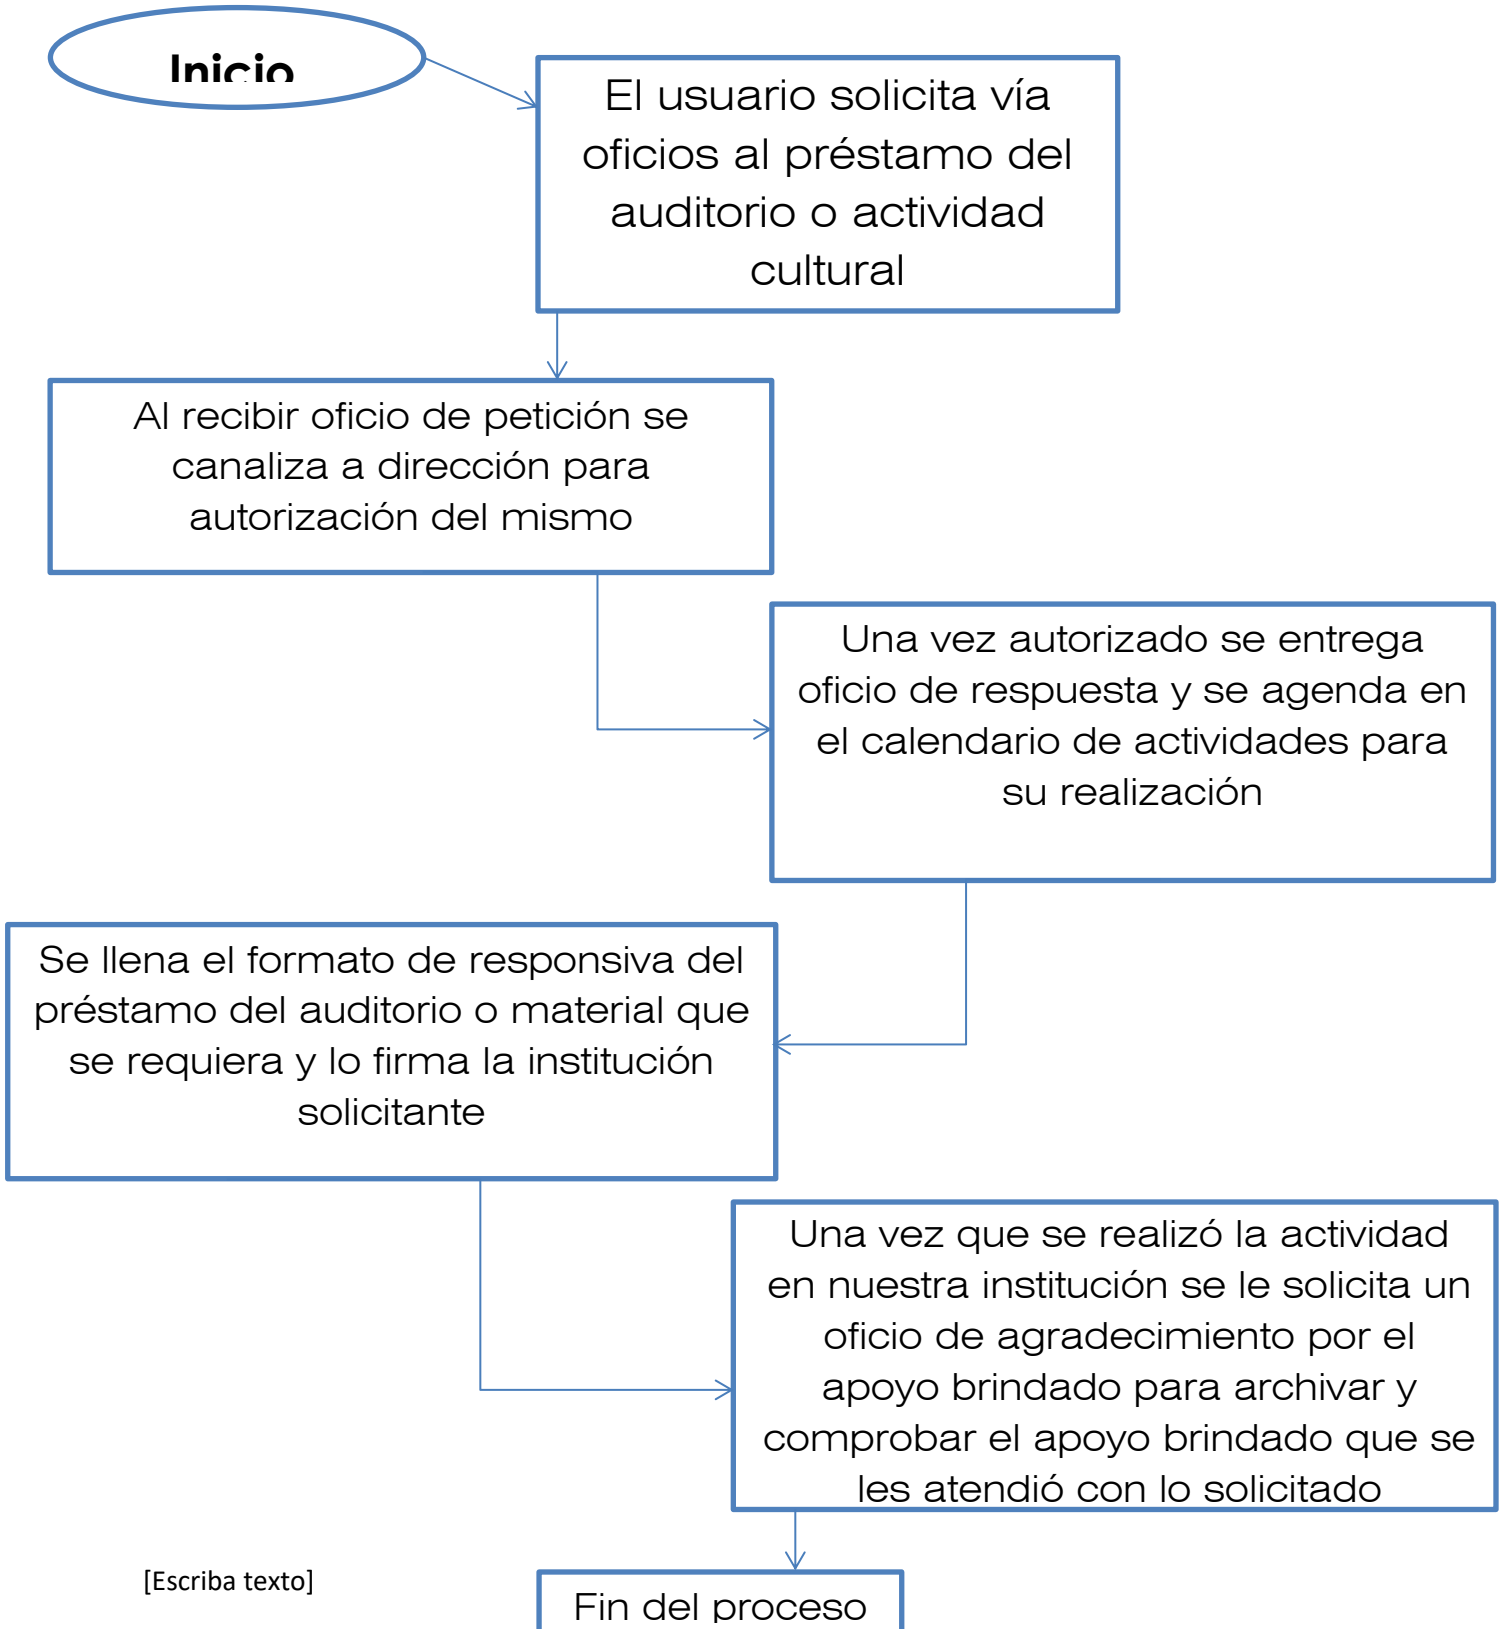 Inicio
El usuario solicita vía
oficios al préstamo del
auditorio o actividad
cultural
Al recibir oficio de petición se
canaliza a dirección para
autorización del mismo
Una vez autorizado se entrega
oficio de respuesta y se agenda en
el calendario de actividades para
su realización
Se llena el formato de responsiva del
préstamo del auditorio o material que
se requiera y lo firma la institución
solicitante
Una vez que se realizó la actividad
en nuestra institución se le solicita un
oficio de agradecimiento por el
apoyo brindado para archivar y
comprobar el apoyo brindado que se
les atendió con lo solicitado
[Escriba texto]
Fin del proceso